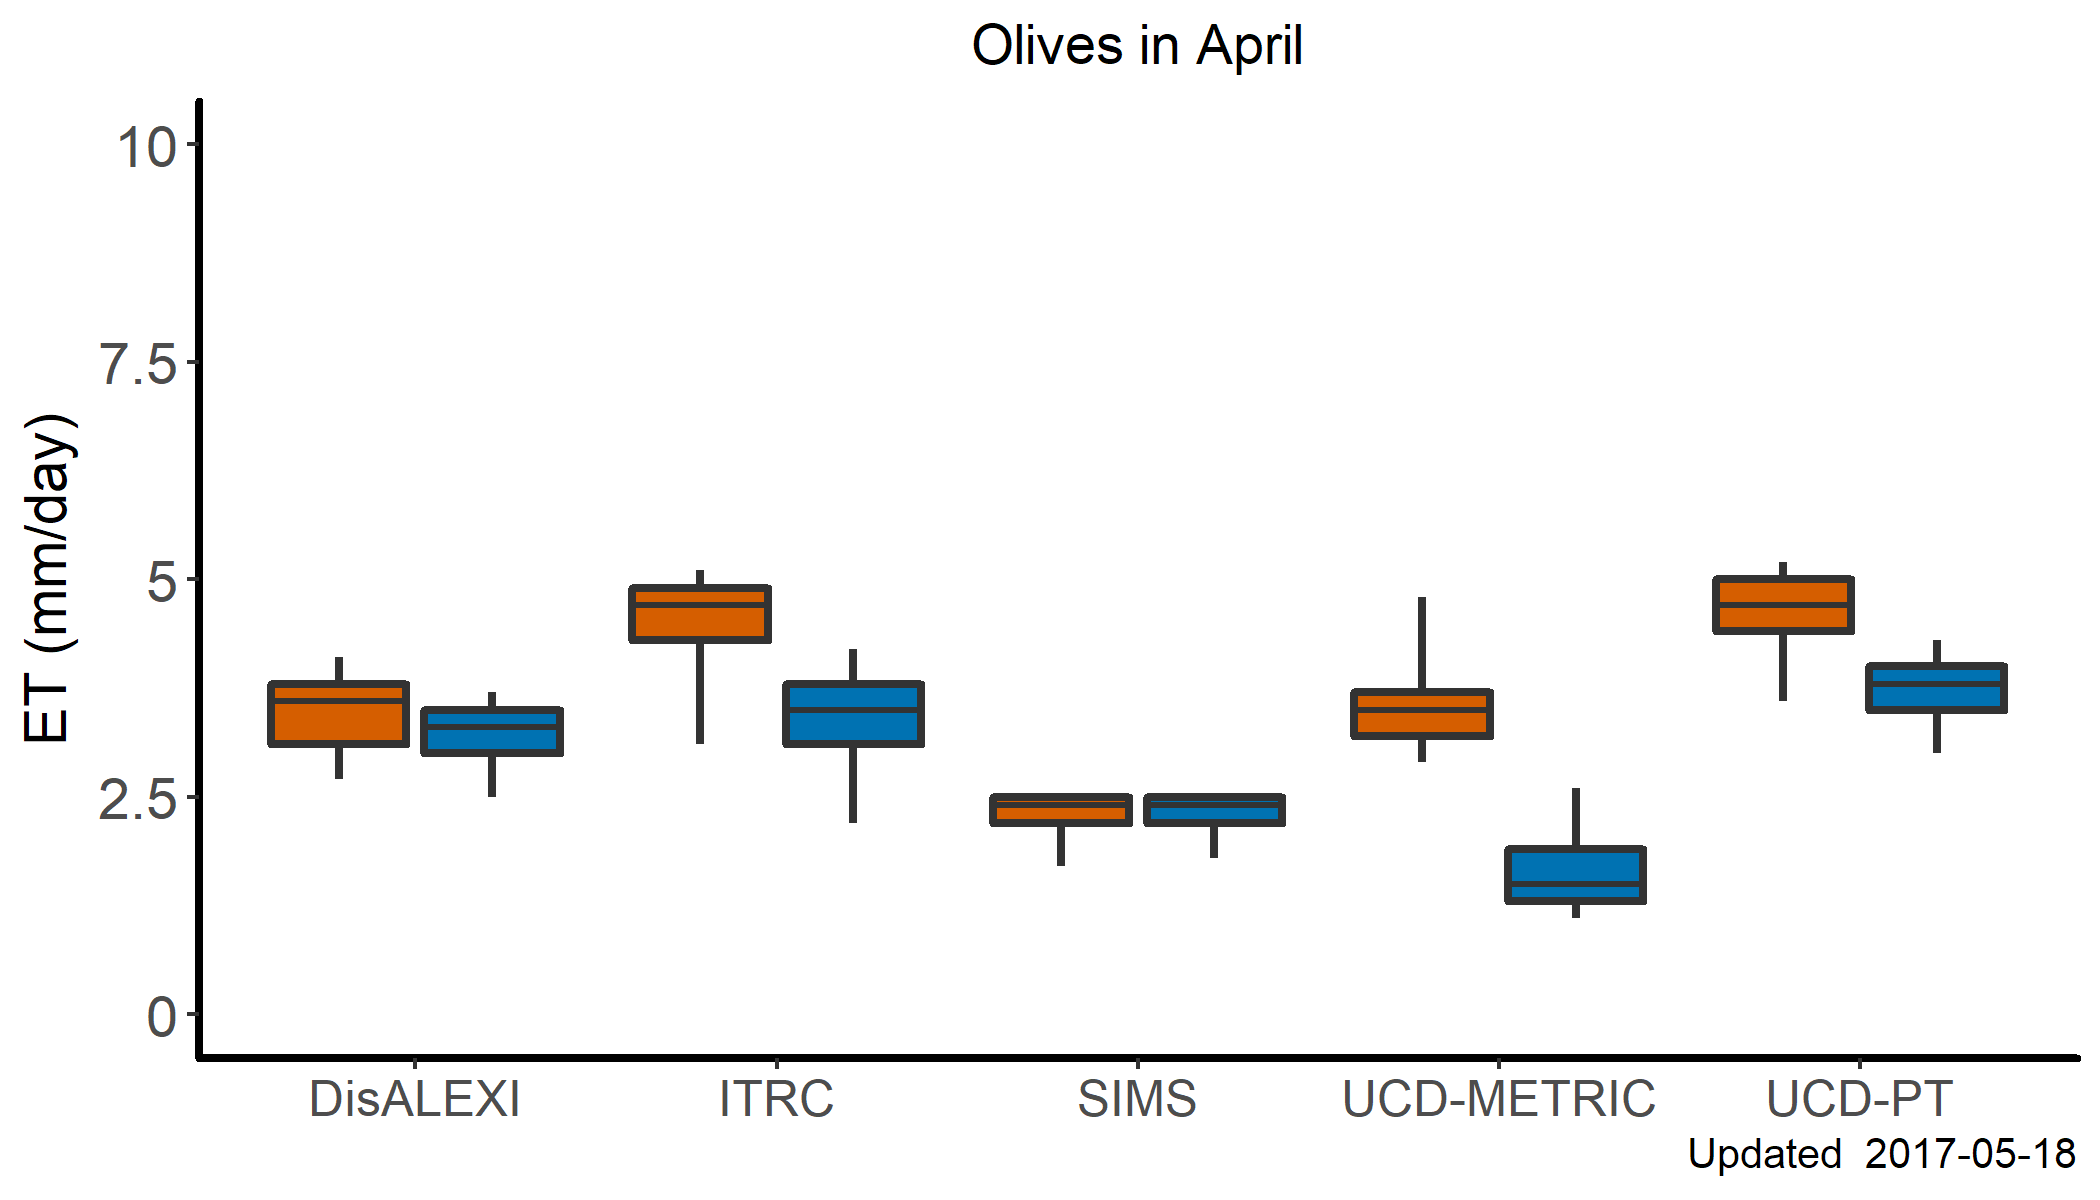 Olives in April
10
7.5
5
2.5
0
ET (mm/day)
DisALEXI ITRC SIMS UCD-METRIC UCD-PT
Updated 2017-05-18